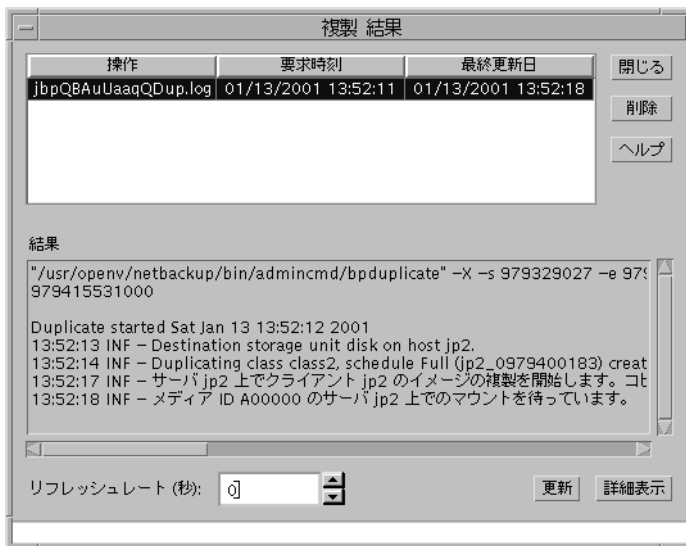 複製 結果
操作 要求時刻 最終更新日
jbpQBAuUaaqQDup.log 01/13/2001 13:52:11 01/13/2001 13:52:18
閉じる
削除
ヘルプ
結果
"/usr/openv/netbackup/bin/admincmd/bpduplicate" –X –s 979329027 –e 979
979415531000
Duplicate started Sat Jan 13 13:52:12 2001
13:52:13 INF – Destination storage unit disk on host jp2.
13:52:14 INF – Duplicating class class2, schedule Full (jp2_0979400183) creat
13:52:17 INF – サーバ jp2 上でクライアント jp2 のイメージの複製を開始します。コピ
13:52:18 INF – メディア ID A00000 のサーバ jp2 上でのマウントを待っています。
リフレッシュレート (秒): 0
更新
詳細表示